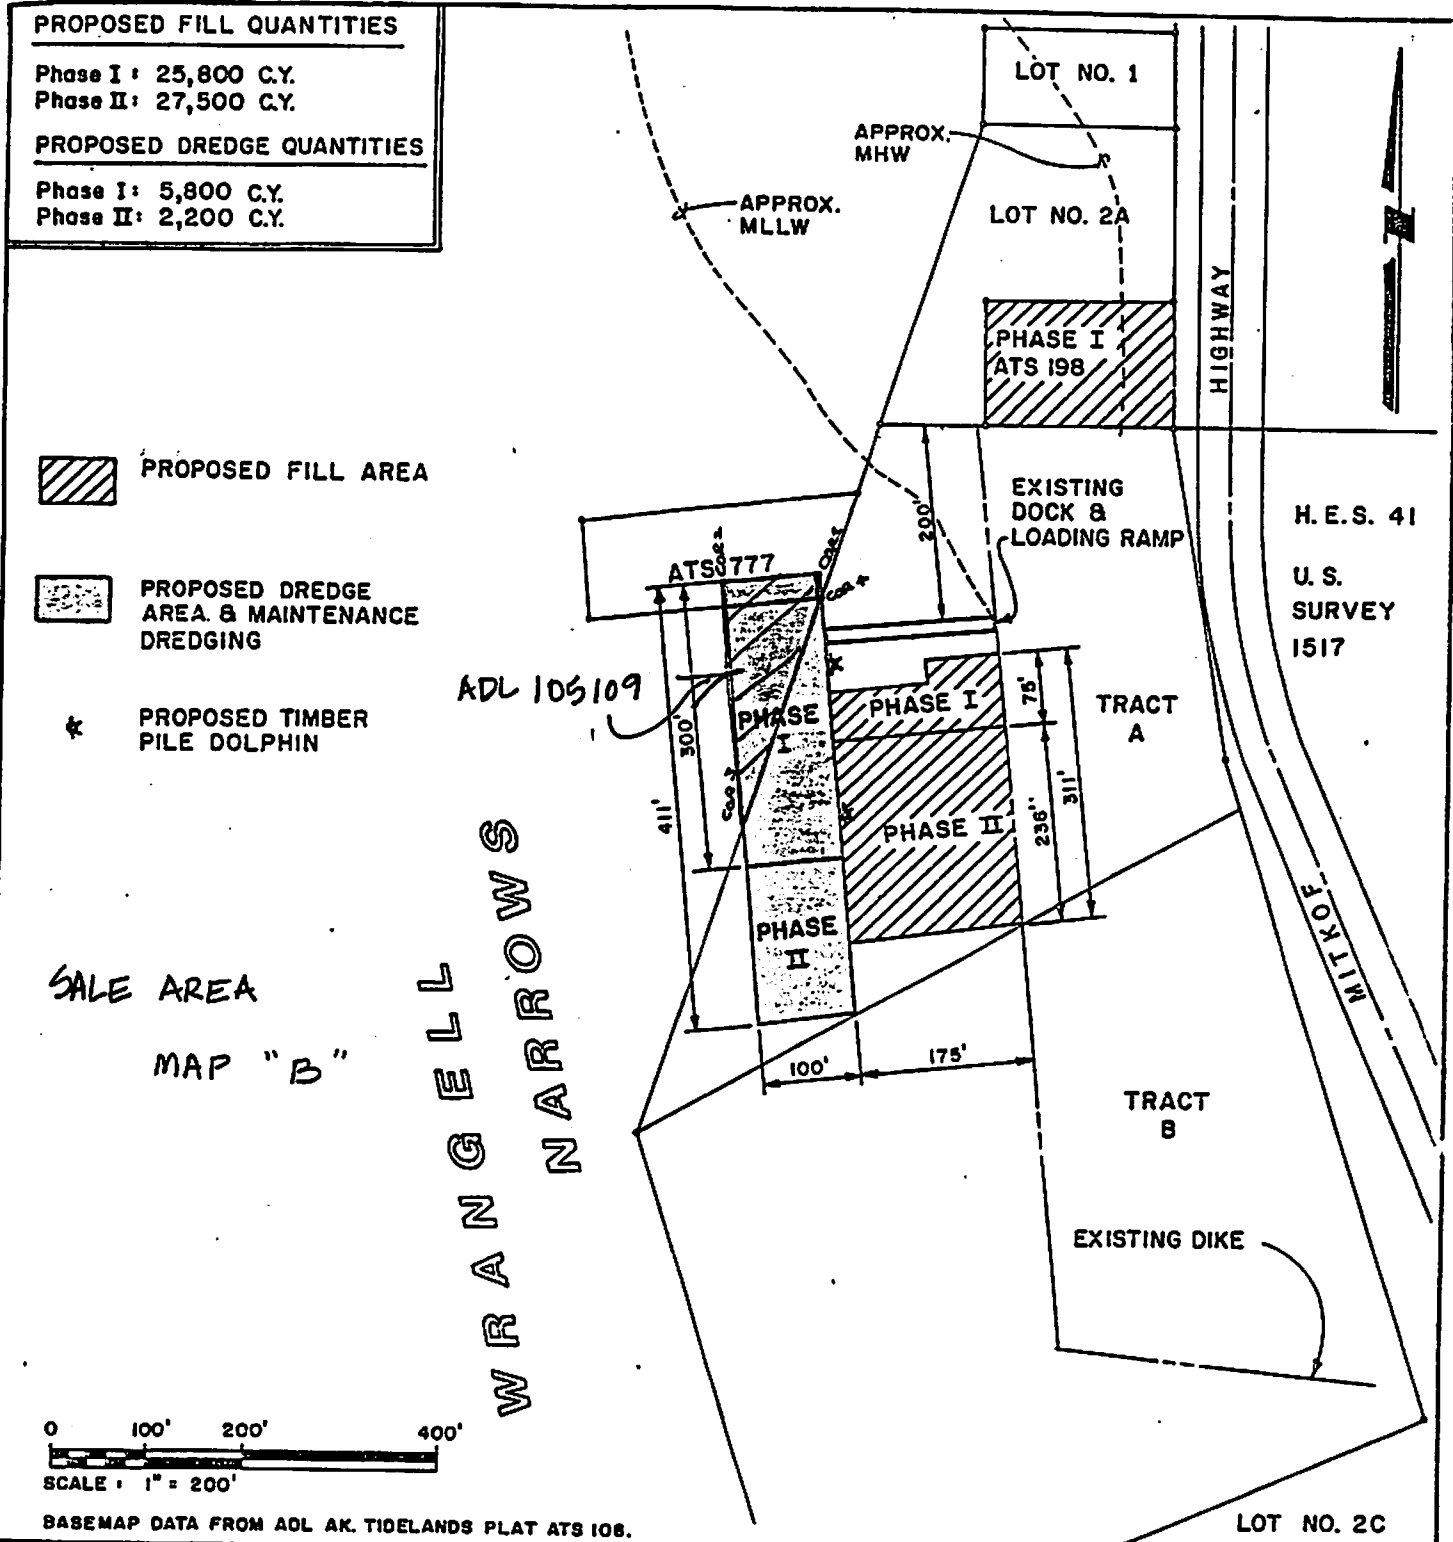 PROPOSED FILL QUANTITIES
Phase I: 25,800 C.Y.
Phase II: 27,500 C.Y.
PROPOSED DREDGE QUANTITIES
Phase I: 5,800 C.Y.
Phase II: 2,200 C.Y.
LOT NO. 1
APPROX.
MHW
APPROX.
MLLW
LOT NO. 2A
PHASE I
ATS 198
HIGHWAY
N
PROPOSED FILL AREA
PROPOSED DREDGE
AREA & MAINTENANCE
DREDGING
PROPOSED TIMBER
PILE DOLPHIN
200'
EXISTING
DOCK &
LOADING RAMP
H.E.S. 41
U.S.
SURVEY
1517
ATS 777
ADL 105109
PHASE
I
PHASE I
75'
TRACT
A
300'
411'
PHASE II
236"
311'
PHASE
II
MITKOF
WRANGELL
NARROWS
SALE AREA
MAP "B"
100'
175'
TRACT
B
EXISTING DIKE
0 100' 200' 400'
SCALE: 1" = 200'
BASEMAP DATA FROM ADL AK. TIDELANDS PLAT ATS 108.
LOT NO. 2C